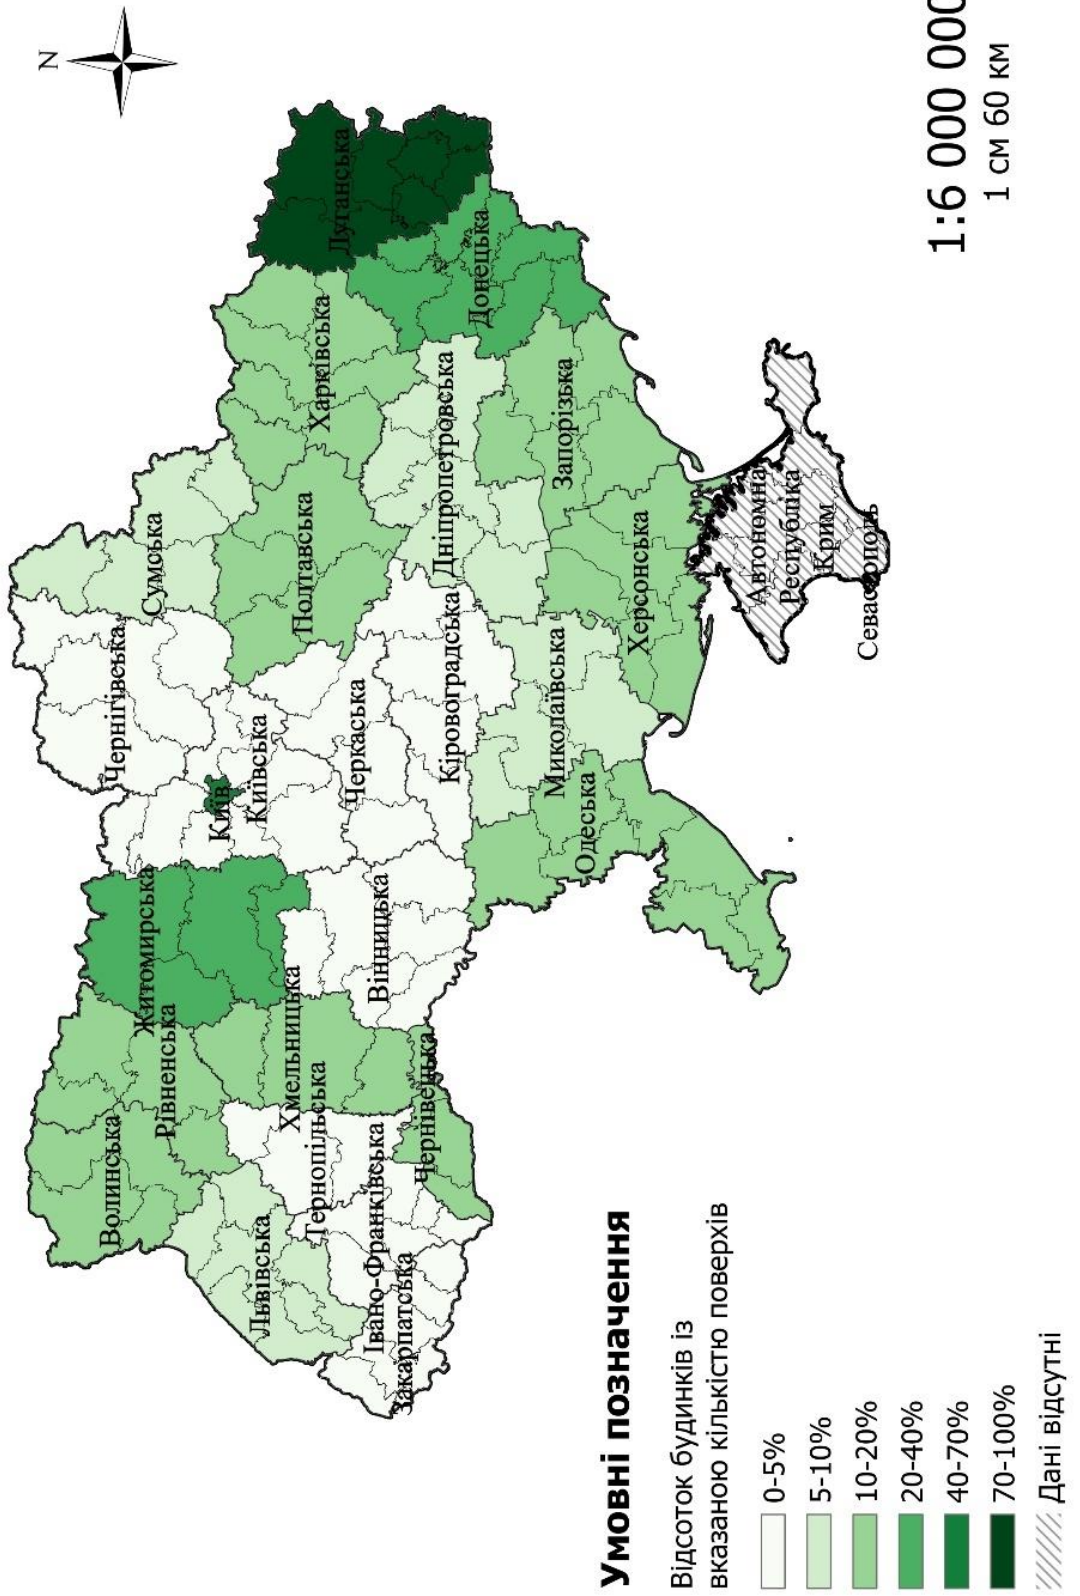 N
Чернігівська
Сумська
Волинська
Рівненська
Житомирська
Київ
Київська
Полтавська
Харківська
Луганська
Львівська
Тернопільська
Хмельницька
Вінницька
Черкаська
Івано-Франківська
Закарпатська
Чернівецька
Кіровоградська
Дніпропетровська
Донецька
Одеська
Миколаївська
Запорізька
Херсонська
Автономна
Республіка
Крим
Севастополь
Умовні позначення
Відсоток будинків із
вказаною кількістю поверхів
0-5%
5-10%
10-20%
20-40%
40-70%
70-100%
Дані відсутні
1:6 000 000
1 см 60 км